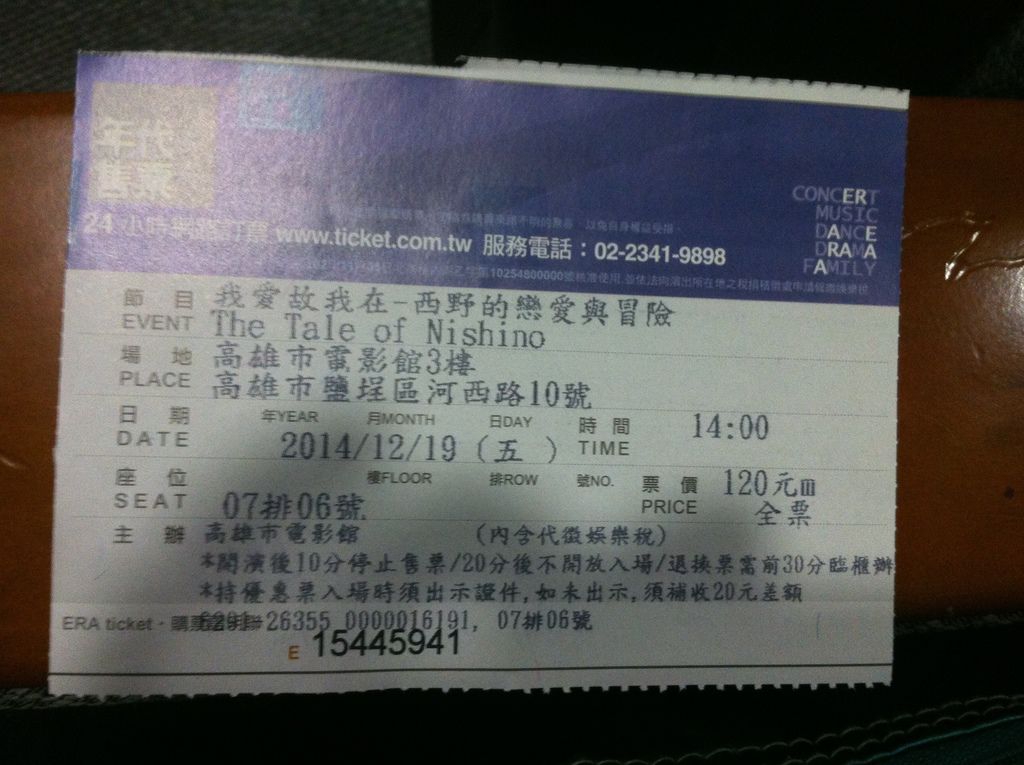 年代
售票
CONCERT
MUSIC
DANCE
DRAMA
FAMILY
24 小時網路訂票 www.ticket.com.tw 服務電話：02-2341-9898
節目 EVENT 我愛故我在-西野的戀愛與冒險
The Tale of Nishino
場地 PLACE 高雄市電影館3樓
高雄市鹽埕區河西路10號
日期 DATE 年YEAR 月MONTH 日DAY 時間 TIME 14:00
2014/12/19（五）
座位 SEAT 樓FLOOR 排ROW 號NO. 票價 PRICE 120元m
07排06號 全票
主辦 高雄市電影館 (內含代徵娛樂稅)
*開演後10分停止售票/20分後不開放入場/退換票需前30分臨櫃辦
*持優惠票入場時須出示證件,如未出示,須補收20元差額
ERA ticket‧ 26355 0000016191, 07排06號
E 15445941